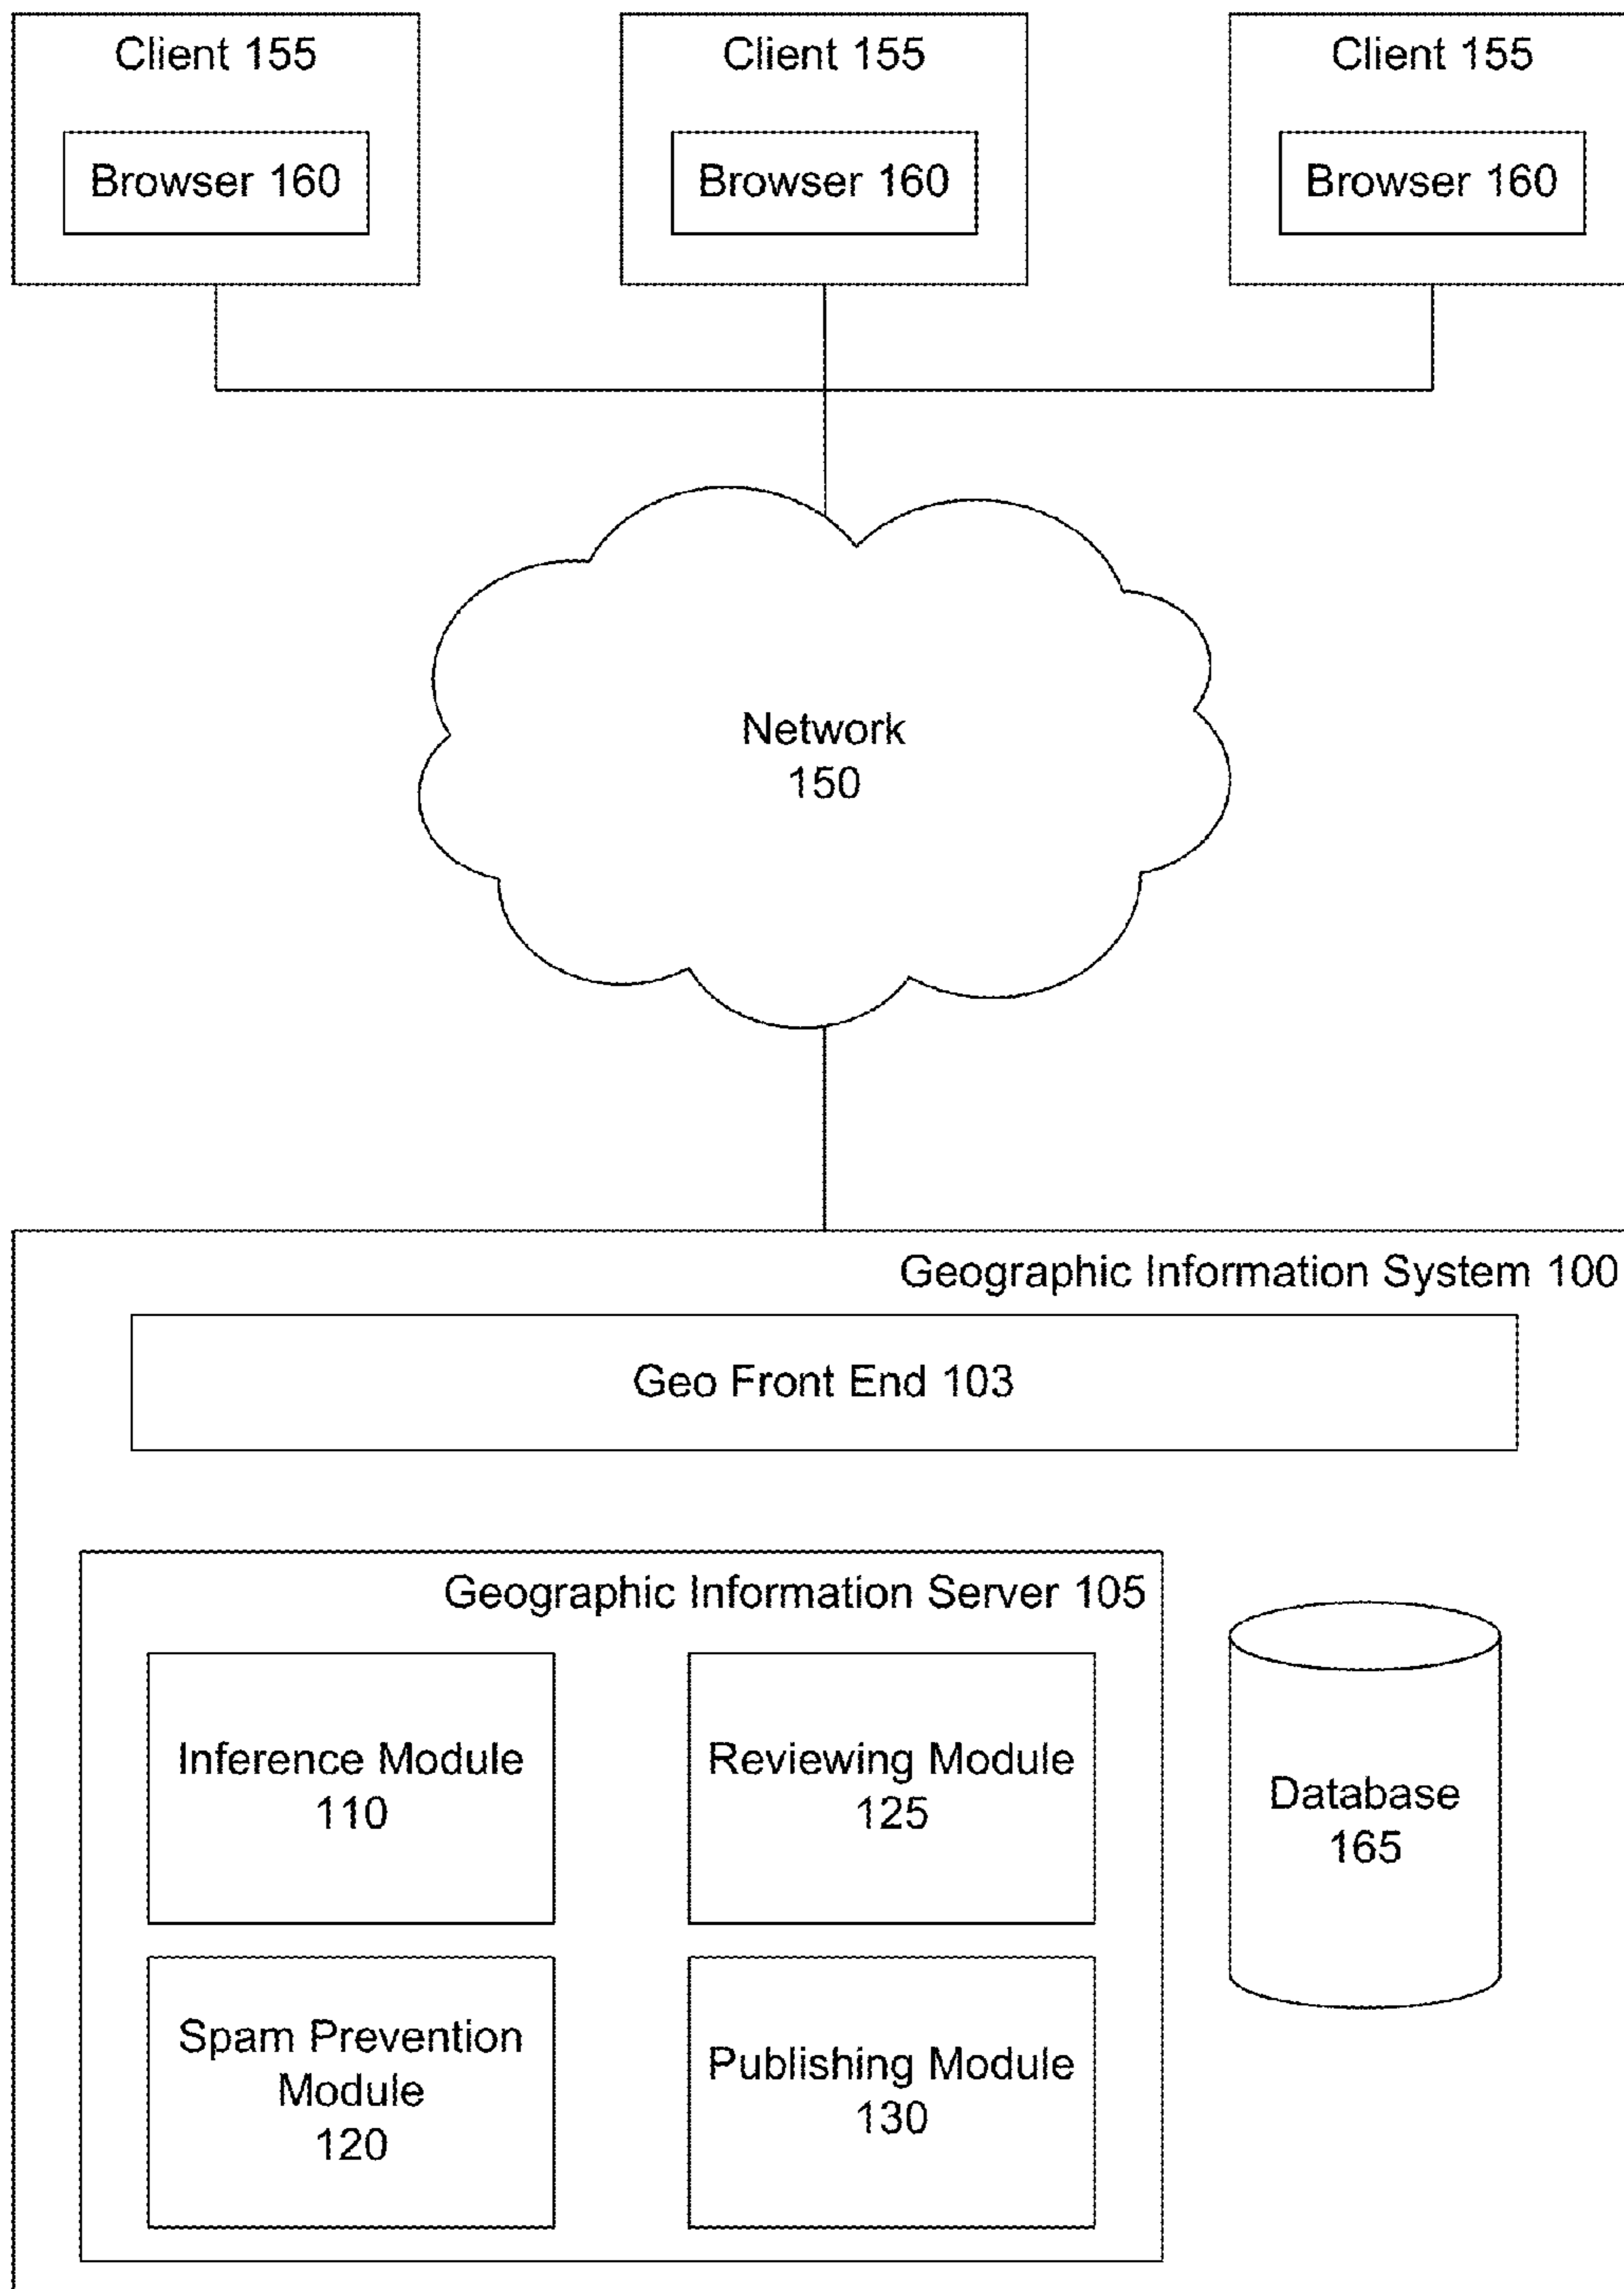 Client 155
Client 155
Client 155
Browser 160
Browser 160
Browser 160
Network
150
Geographic Information System 100
Geo Front End 103
Geographic Information Server 105
Inference Module
110
Reviewing Module
125
Database
165
Spam Prevention
Module
120
Publishing Module
130